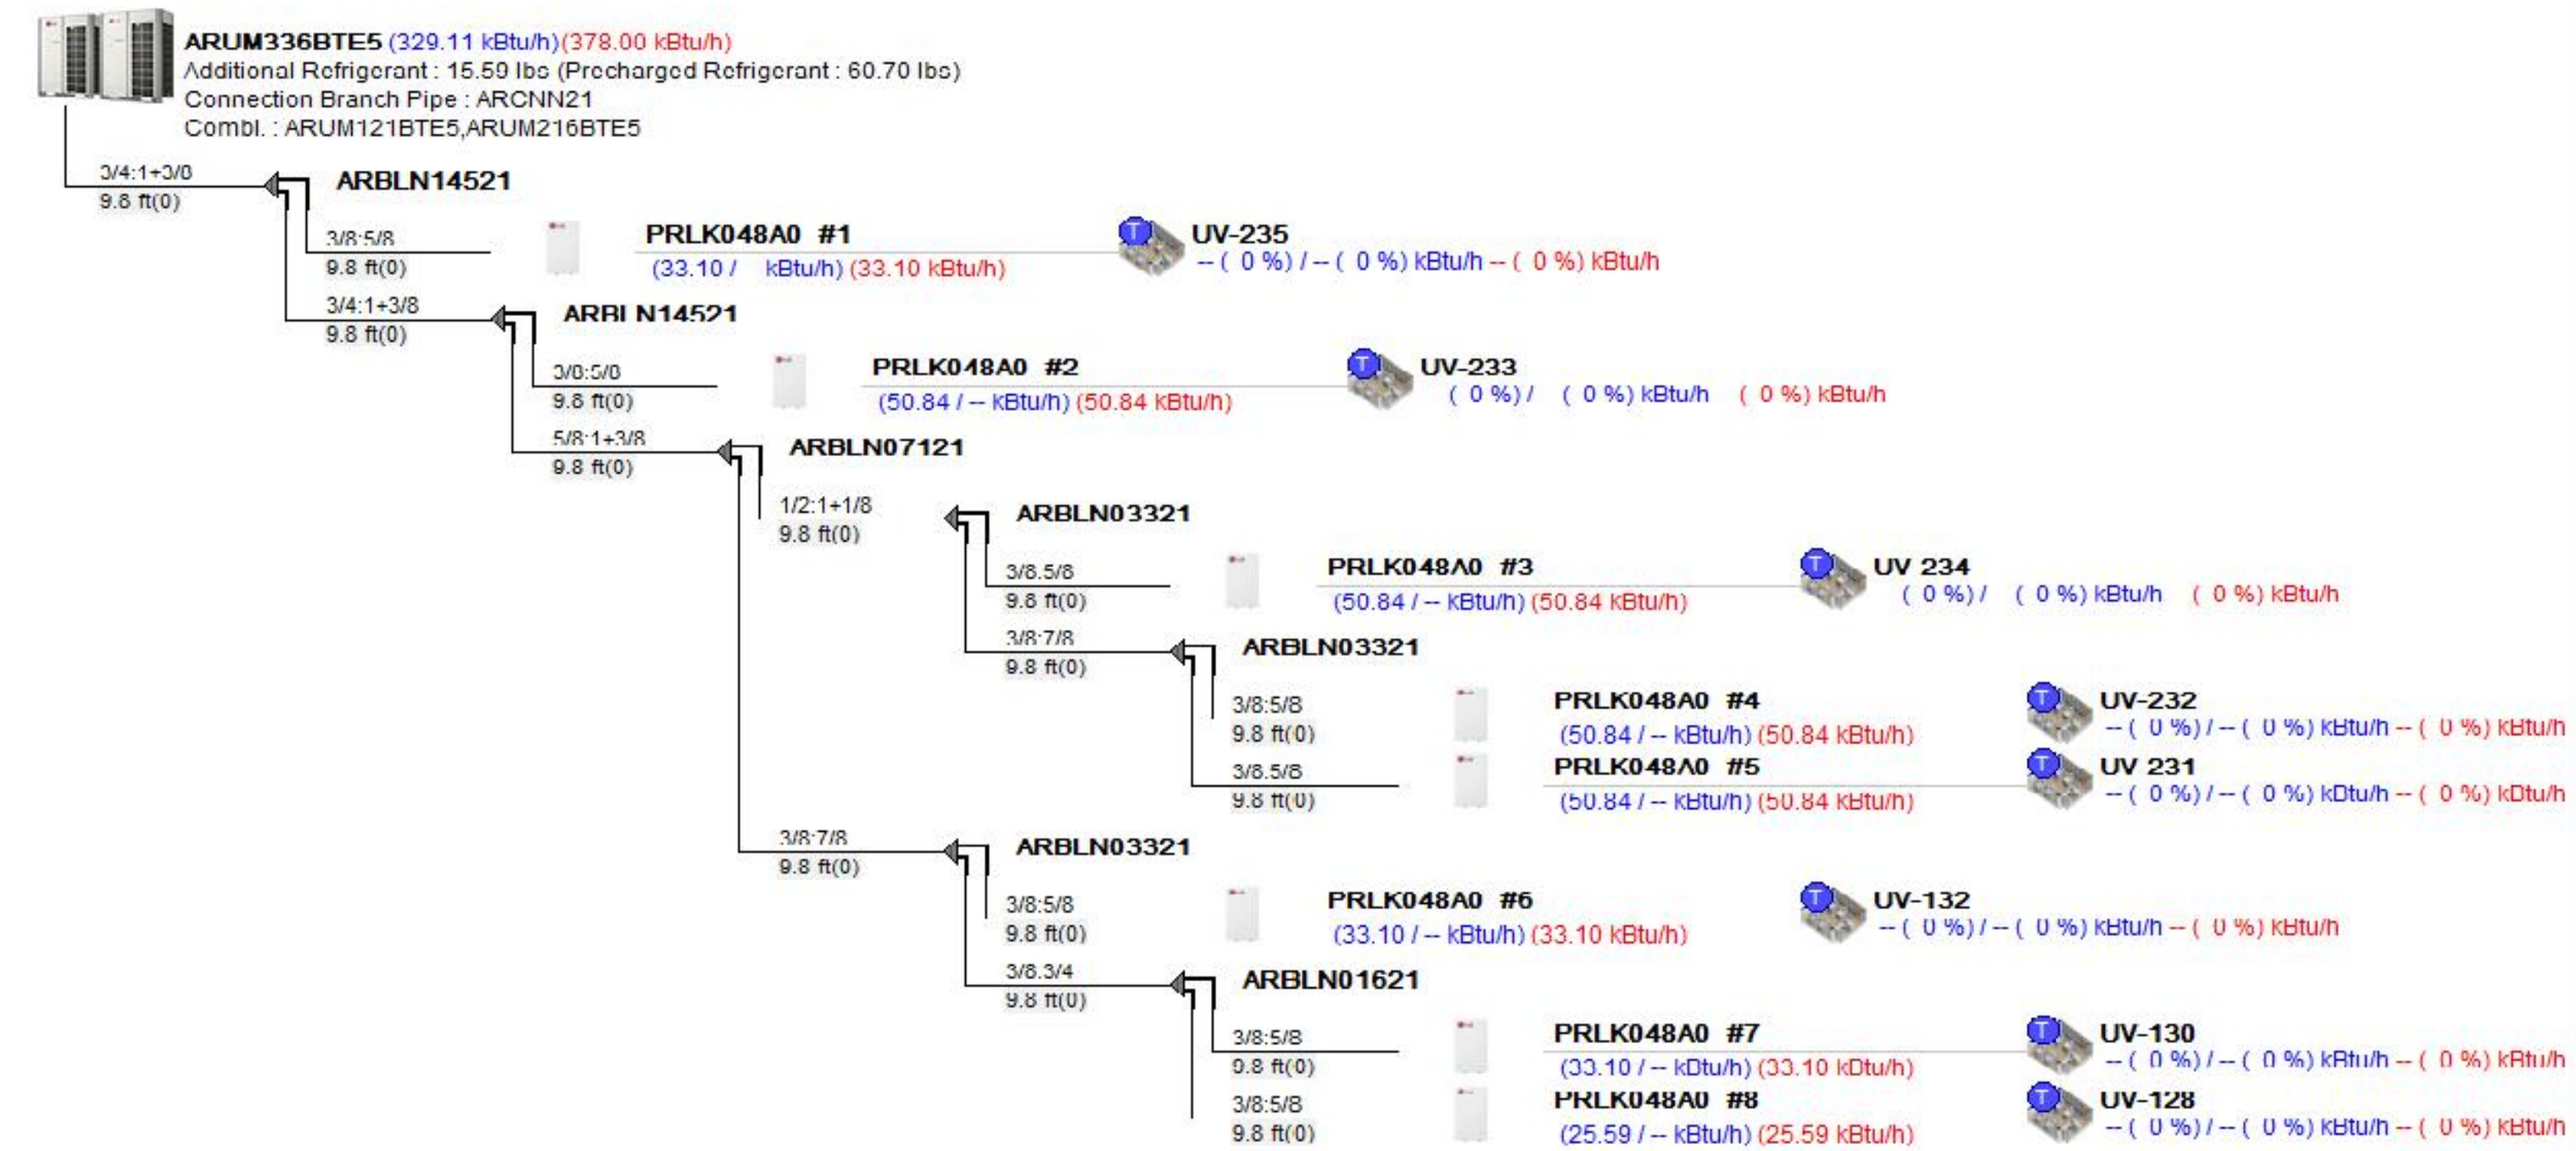 ARUM336BTE5 (329.11 kBtu/h)(378.00 kBtu/h)
Additional Refrigerant : 15.59 lbs (Precharged Refrigerant : 60.70 lbs)
Connection Branch Pipe : ARCNN21
Combi. : ARUM121BTE5,ARUM216BTE5
3/4:1+3/8
9.8 ft(0)
ARBLN14521
3/8:5/8
9.8 ft(0)
PRLK048A0 #1
(33.10 / kBtu/h) (33.10 kBtu/h)
UV-235
-- ( 0 %) / -- ( 0 %) kBtu/h -- ( 0 %) kBtu/h
3/4:1+3/8
9.8 ft(0)
ARBLN14521
3/8:5/8
9.8 ft(0)
PRLK048A0 #2
(50.84 / -- kBtu/h) (50.84 kBtu/h)
UV-233
( 0 %) / ( 0 %) kBtu/h ( 0 %) kBtu/h
5/8:1+3/8
9.8 ft(0)
ARBLN07121
1/2:1+1/8
9.8 ft(0)
ARBLN03321
3/8:5/8
9.8 ft(0)
PRLK048A0 #3
(50.84 / -- kBtu/h) (50.84 kBtu/h)
UV 234
( 0 %) / ( 0 %) kBtu/h ( 0 %) kBtu/h
3/8:7/8
9.8 ft(0)
ARBLN03321
3/8:5/8
9.8 ft(0)
PRLK048A0 #4
(50.84 / -- kBtu/h) (50.84 kBtu/h)
UV-232
-- ( 0 %) / -- ( 0 %) kBtu/h -- ( 0 %) kBtu/h
3/8:5/8
9.8 ft(0)
PRLK048A0 #5
(50.84 / -- kBtu/h) (50.84 kBtu/h)
UV 231
-- ( 0 %) / -- ( 0 %) kBtu/h -- ( 0 %) kBtu/h
3/8:7/8
9.8 ft(0)
ARBLN03321
3/8:5/8
9.8 ft(0)
PRLK048A0 #6
(33.10 / -- kBtu/h) (33.10 kBtu/h)
UV-132
-- ( 0 %) / -- ( 0 %) kBtu/h -- ( 0 %) kBtu/h
3/8:3/4
9.8 ft(0)
ARBLN01621
3/8:5/8
9.8 ft(0)
PRLK048A0 #7
(33.10 / -- kBtu/h) (33.10 kBtu/h)
UV-130
-- ( 0 %) / -- ( 0 %) kBtu/h -- ( 0 %) kBtu/h
3/8:5/8
9.8 ft(0)
PRLK048A0 #8
(25.59 / -- kBtu/h) (25.59 kBtu/h)
UV-128
-- ( 0 %) / -- ( 0 %) kBtu/h -- ( 0 %) kBtu/h